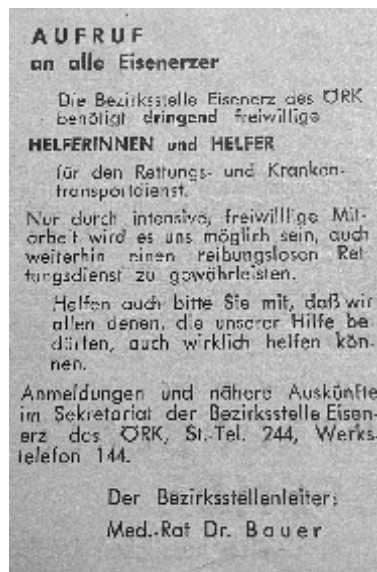 AUFRUF
an alle Eisenerzer
Die Bezirksstelle Eisenerz des ÖRK
benötigt dringend freiwillige
HELFERINNEN und HELFER
für den Rettungs- und Kranken-
transportdienst.
Nur durch intensive, freiwillige Mit-
arbeit wird es uns möglich sein, auch
weiterhin einen reibungslosen Ret-
tungsdienst zu gewährleisten.
Helfen auch bitte Sie mit, daß wir
allen denen, die unserer Hilfe be-
dürfen, auch wirklich helfen kön-
nen.
Anmeldungen und nähere Auskünfte
im Sekretariat der Bezirksstelle Eisen-
erz des ÖRK, St.-Tel. 244, Werks-
telefon 144.
Der Bezirksstellenleiter:
Med.-Rat Dr. Bauer